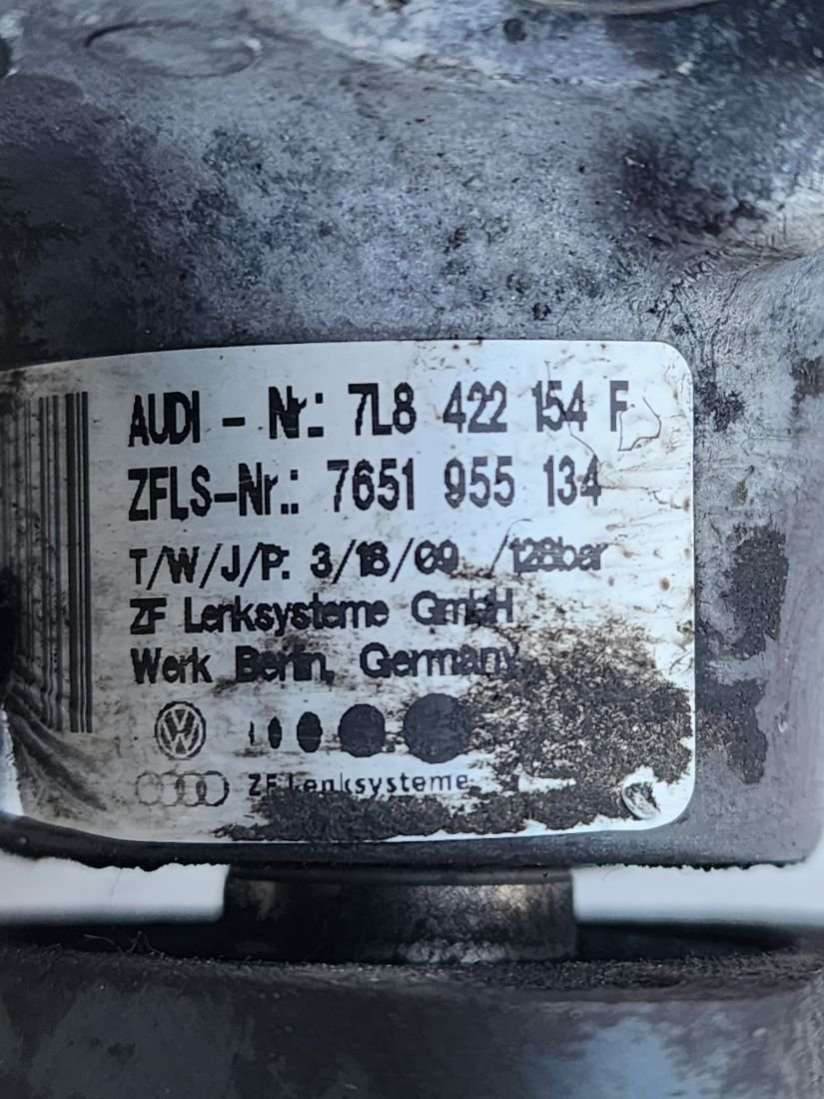 AUDI - Nr.: 7L8 422 154 F
ZFLS-Nr.: 7651 955 134
T/W/J/P: 3/18/09 /128bar
ZF Lenksysteme GmbH
Werk Berlin, Germany
ZF Lenksysteme